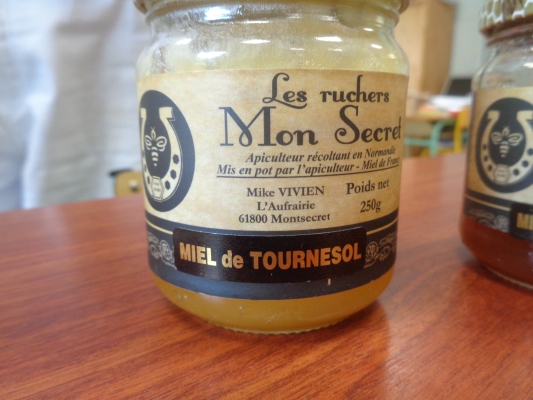 Les ruchers
Mon Secret
Apiculteur récoltant en Normandie
Mis en pot par l'apiculteur - Miel de France
Mike VIVIEN
L'Aufrairie
61800 Montsecret
Poids net
250g
MIEL de TOURNESOL